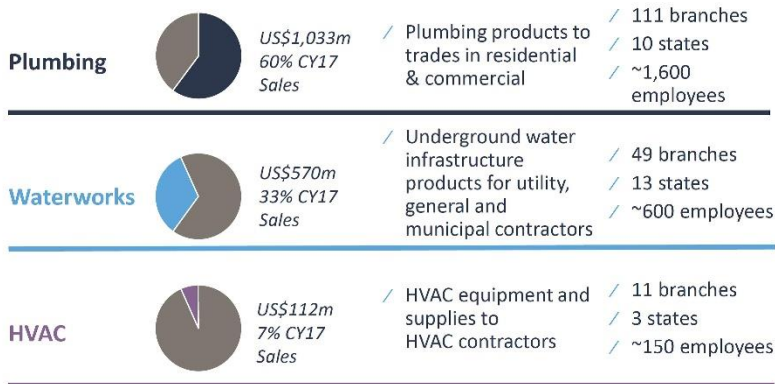 Plumbing
US$1,033m
60% CY17
Sales
/ Plumbing products to
trades in residential
& commercial
/ 111 branches
/ 10 states
/ ~1,600
employees
Waterworks
US$570m
33% CY17
Sales
/ Underground water
infrastructure
products for utility,
general and
municipal contractors
/ 49 branches
/ 13 states
/ ~600 employees
HVAC
US$112m
7% CY17
Sales
/ HVAC equipment and
supplies to
HVAC contractors
/ 11 branches
/ 3 states
/ ~150 employees